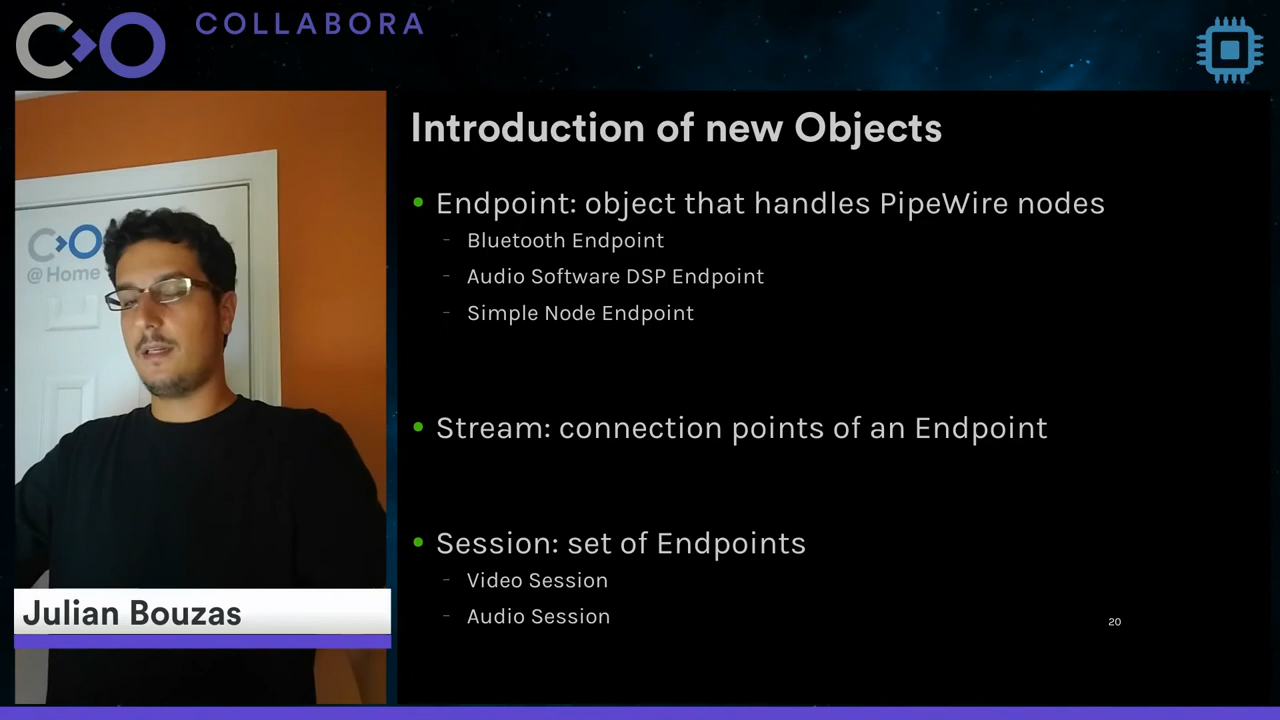 COLLABORA
@ Home
Julian Bouzas
Introduction of new Objects
• Endpoint: object that handles PipeWire nodes
- Bluetooth Endpoint
- Audio Software DSP Endpoint
- Simple Node Endpoint
• Stream: connection points of an Endpoint
• Session: set of Endpoints
- Video Session
- Audio Session
20